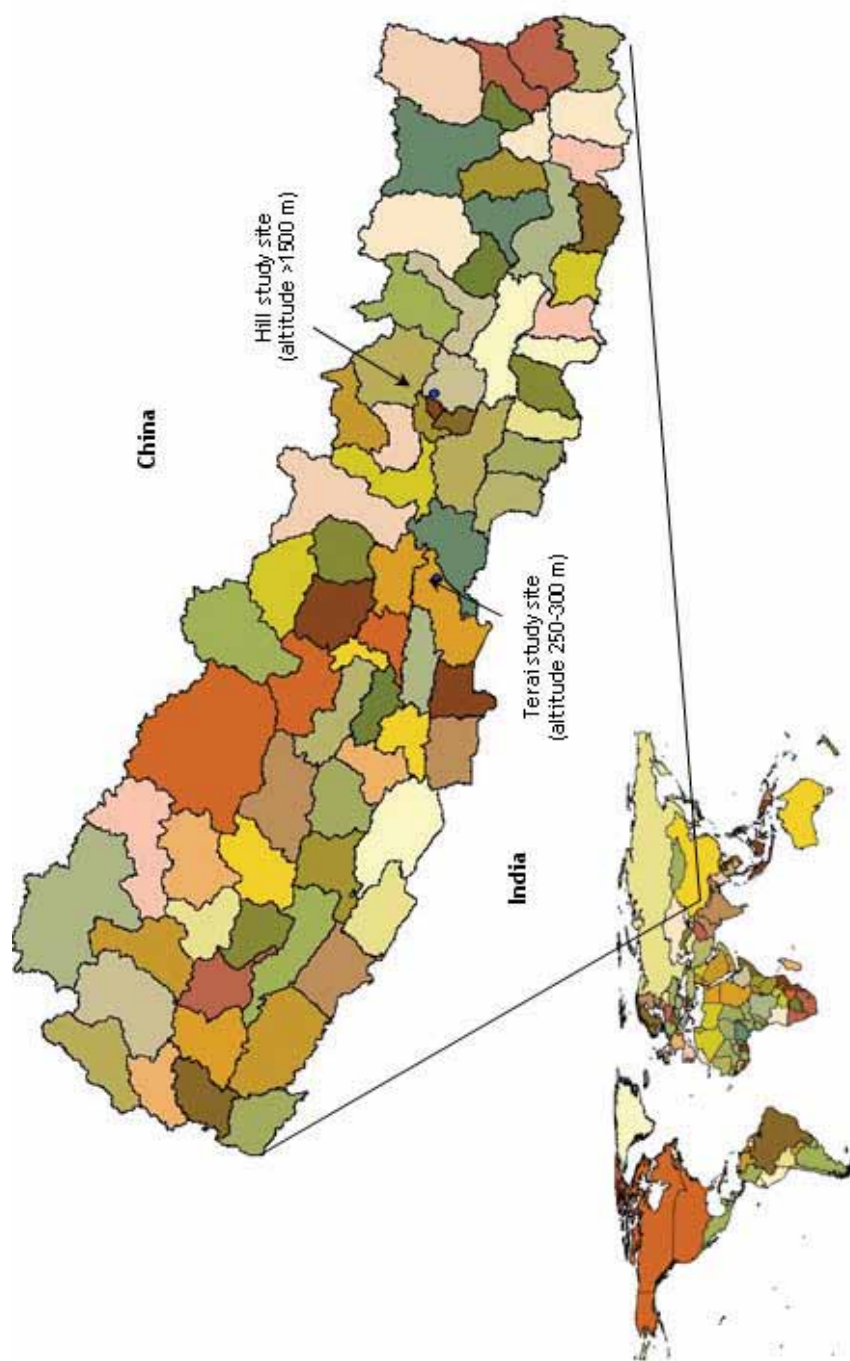 China
Hill study site
(altitude >1500 m)
Terai study site
(altitude 250-300 m)
India